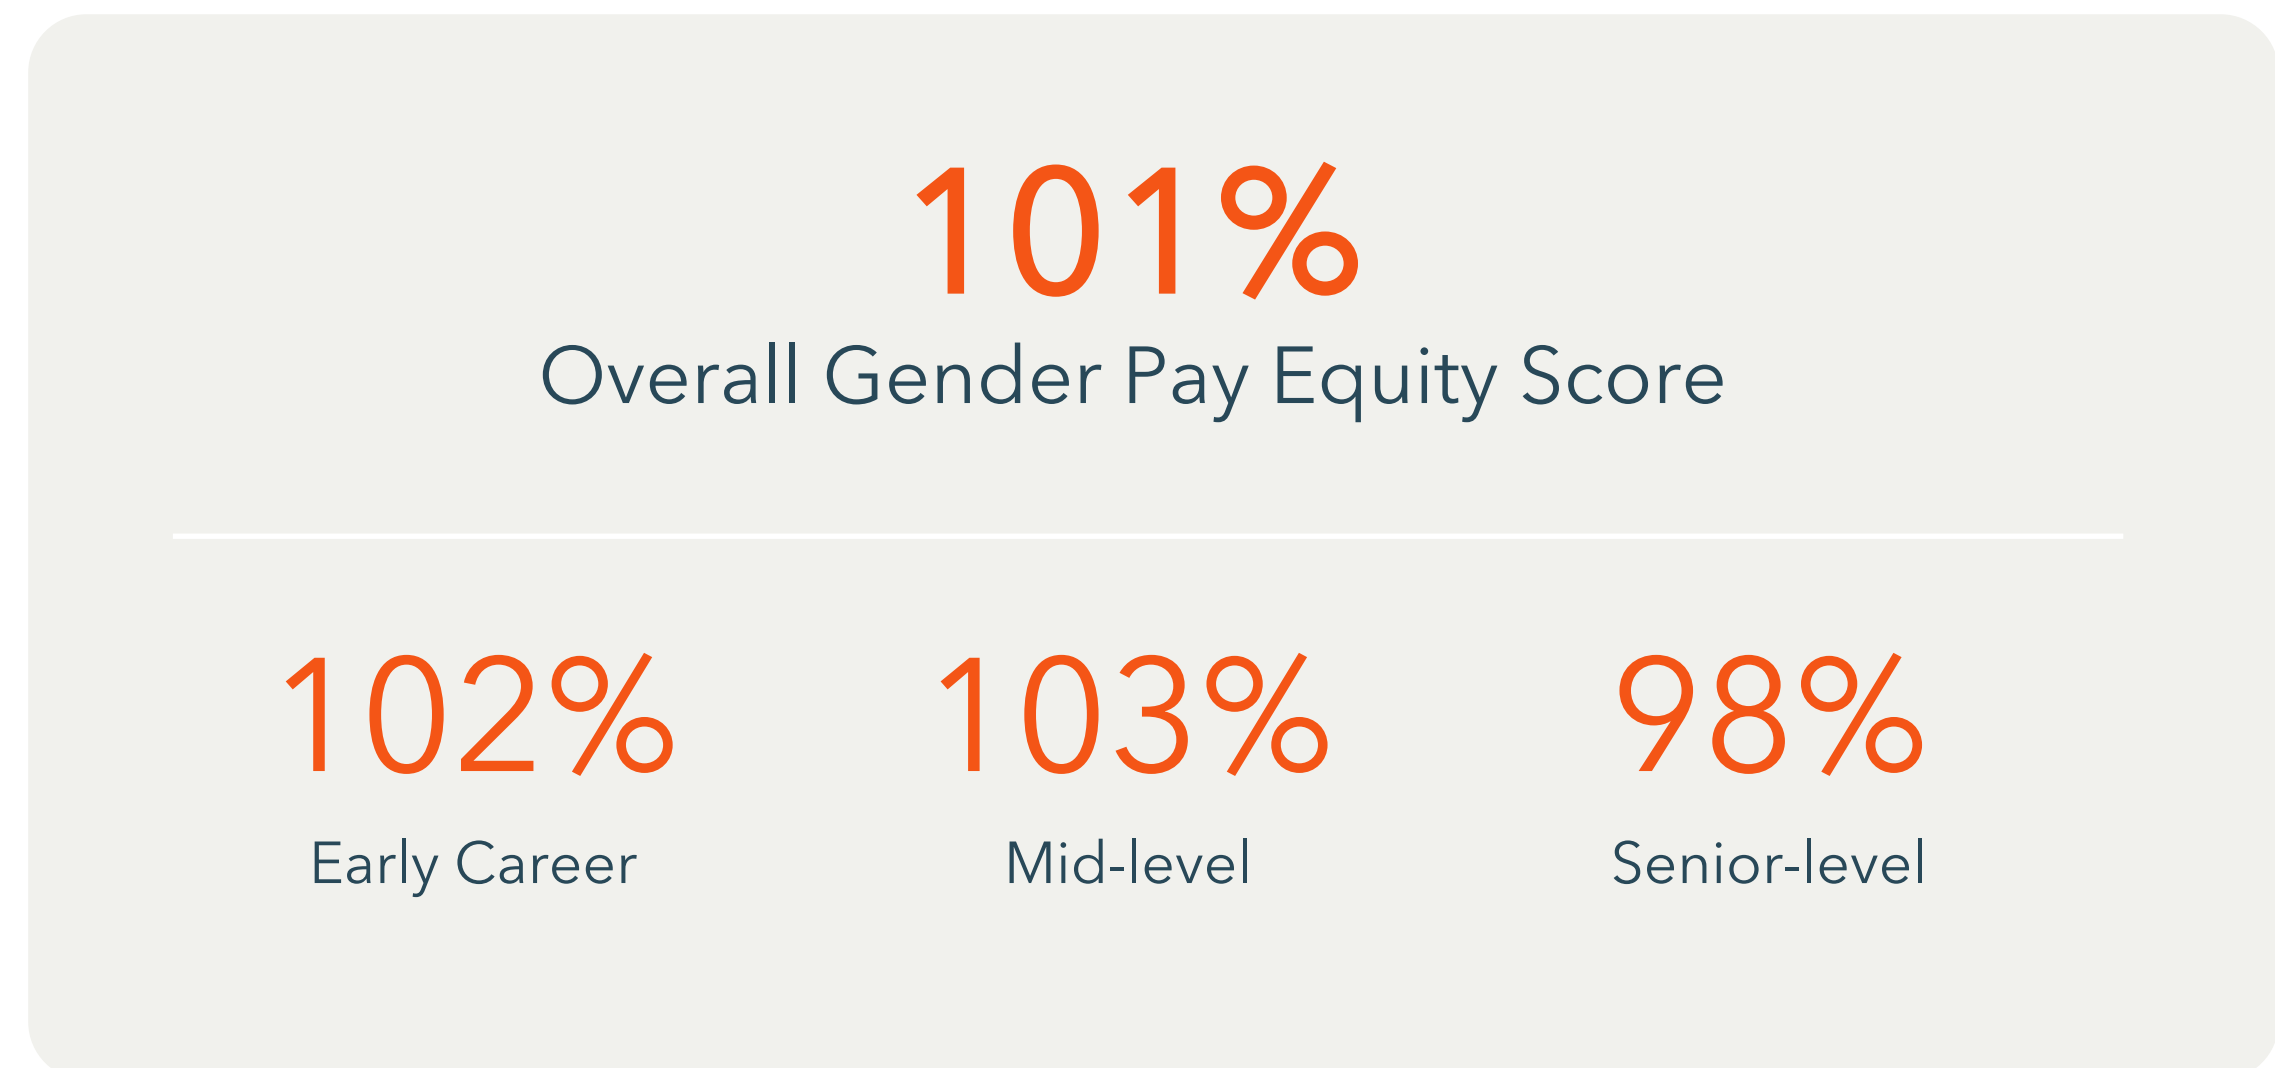 101%
Overall Gender Pay Equity Score
102%
103%
98%
Early Career
Mid-level
Senior-level